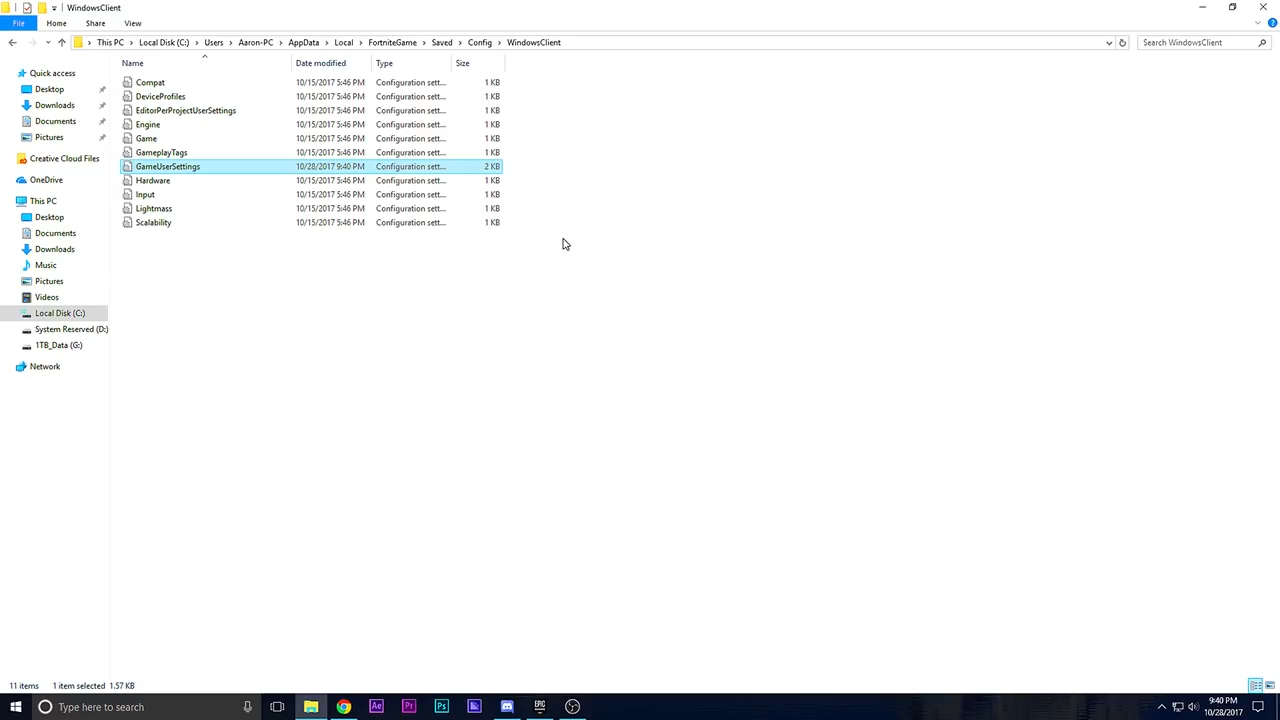 WindowsClient
File Home Share View
This PC Local Disk (C:) Users Aaron-PC AppData Local FortniteGame Saved Config WindowsClient Search WindowsClient
Name Date modified Type Size
Quick access
Desktop
Downloads
Documents
Pictures
Creative Cloud Files
OneDrive
This PC
Desktop
Documents
Downloads
Music
Pictures
Videos
Local Disk (C:)
System Reserved (D:)
1TB_Data (G:)
Network
Compat 10/15/2017 5:46 PM Configuration sett... 1 KB
DeviceProfiles 10/15/2017 5:46 PM Configuration sett... 1 KB
EditorPerProjectUserSettings 10/15/2017 5:46 PM Configuration sett... 1 KB
Engine 10/15/2017 5:46 PM Configuration sett... 1 KB
Game 10/15/2017 5:46 PM Configuration sett... 1 KB
GameplayTags 10/15/2017 5:46 PM Configuration sett... 1 KB
GameUserSettings 10/28/2017 9:40 PM Configuration sett... 2 KB
Hardware 10/15/2017 5:46 PM Configuration sett... 1 KB
Input 10/15/2017 5:46 PM Configuration sett... 1 KB
Lightmass 10/15/2017 5:46 PM Configuration sett... 1 KB
Scalability 10/15/2017 5:46 PM Configuration sett... 1 KB
11 items 1 item selected 1.57 KB
Type here to search
Ae
Pr
Ps
EPIC
9:40 PM
10/28/2017